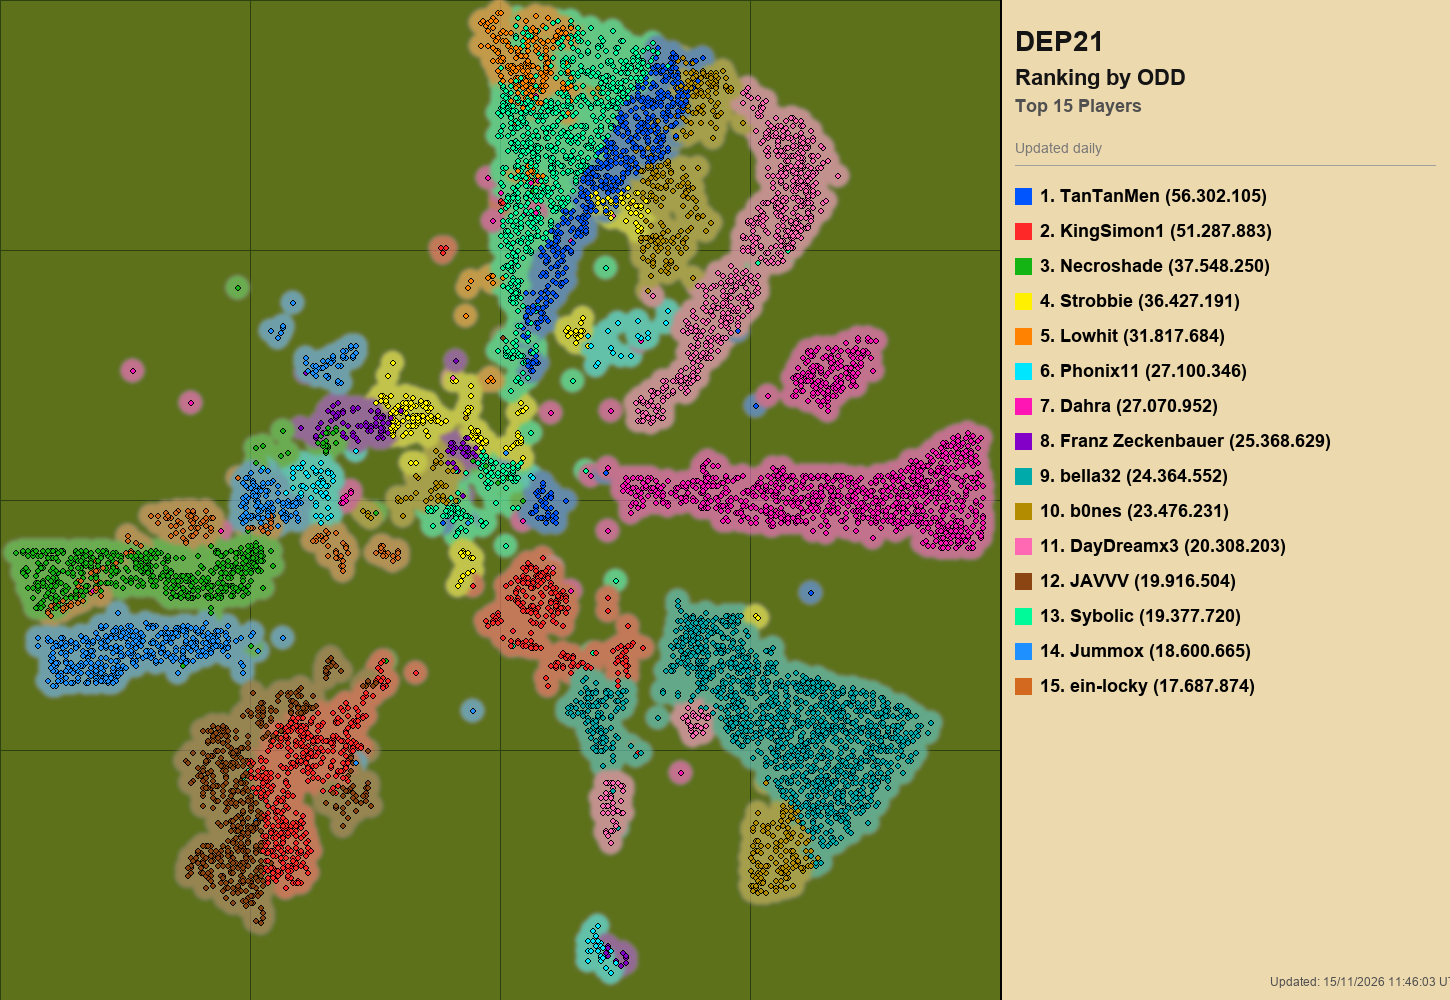 DEP21
Ranking by ODD
Top 15 Players
Updated daily
1. TanTanMen (56.302.105)
2. KingSimon1 (51.287.883)
3. Necroshade (37.548.250)
4. Strobbie (36.427.191)
5. Lowhit (31.817.684)
6. Phonix11 (27.100.346)
7. Dahra (27.070.952)
8. Franz Zeckenbauer (25.368.629)
9. bella32 (24.364.552)
10. b0nes (23.476.231)
11. DayDreamx3 (20.308.203)
12. JAVVV (19.916.504)
13. Sybolic (19.377.720)
14. Jummox (18.600.665)
15. ein-locky (17.687.874)
Updated: 15/11/2026 11:46:03 U